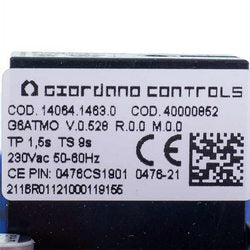 GIORDANO CONTROLS
COD. 14064.1463.0 COD. 40000852
G6ATMO V.0.528 R.0.0 M.0.0
TP 1,5s TS 9s
230Vac 50-60Hz
CE PIN: 0476CS1901 0476-21
2116R01121000119155